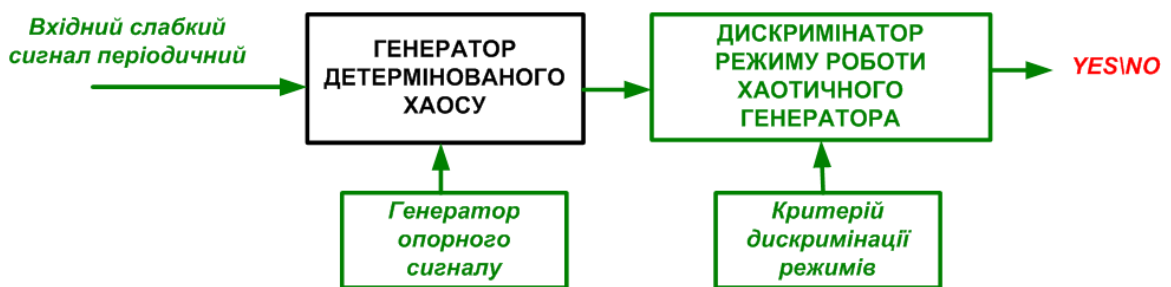 Вхідний слабкий
сигнал періодичний
ГЕНЕРАТОР
ДЕТЕРМІНОВАНОГО
ХАОСУ
ДИСКРИМІНАТОР
РЕЖИМУ РОБОТИ
ХАОТИЧНОГО
ГЕНЕРАТОРА
YES\NO
Генератор
опорного
сигналу
Критерій
дискримінації
режимів